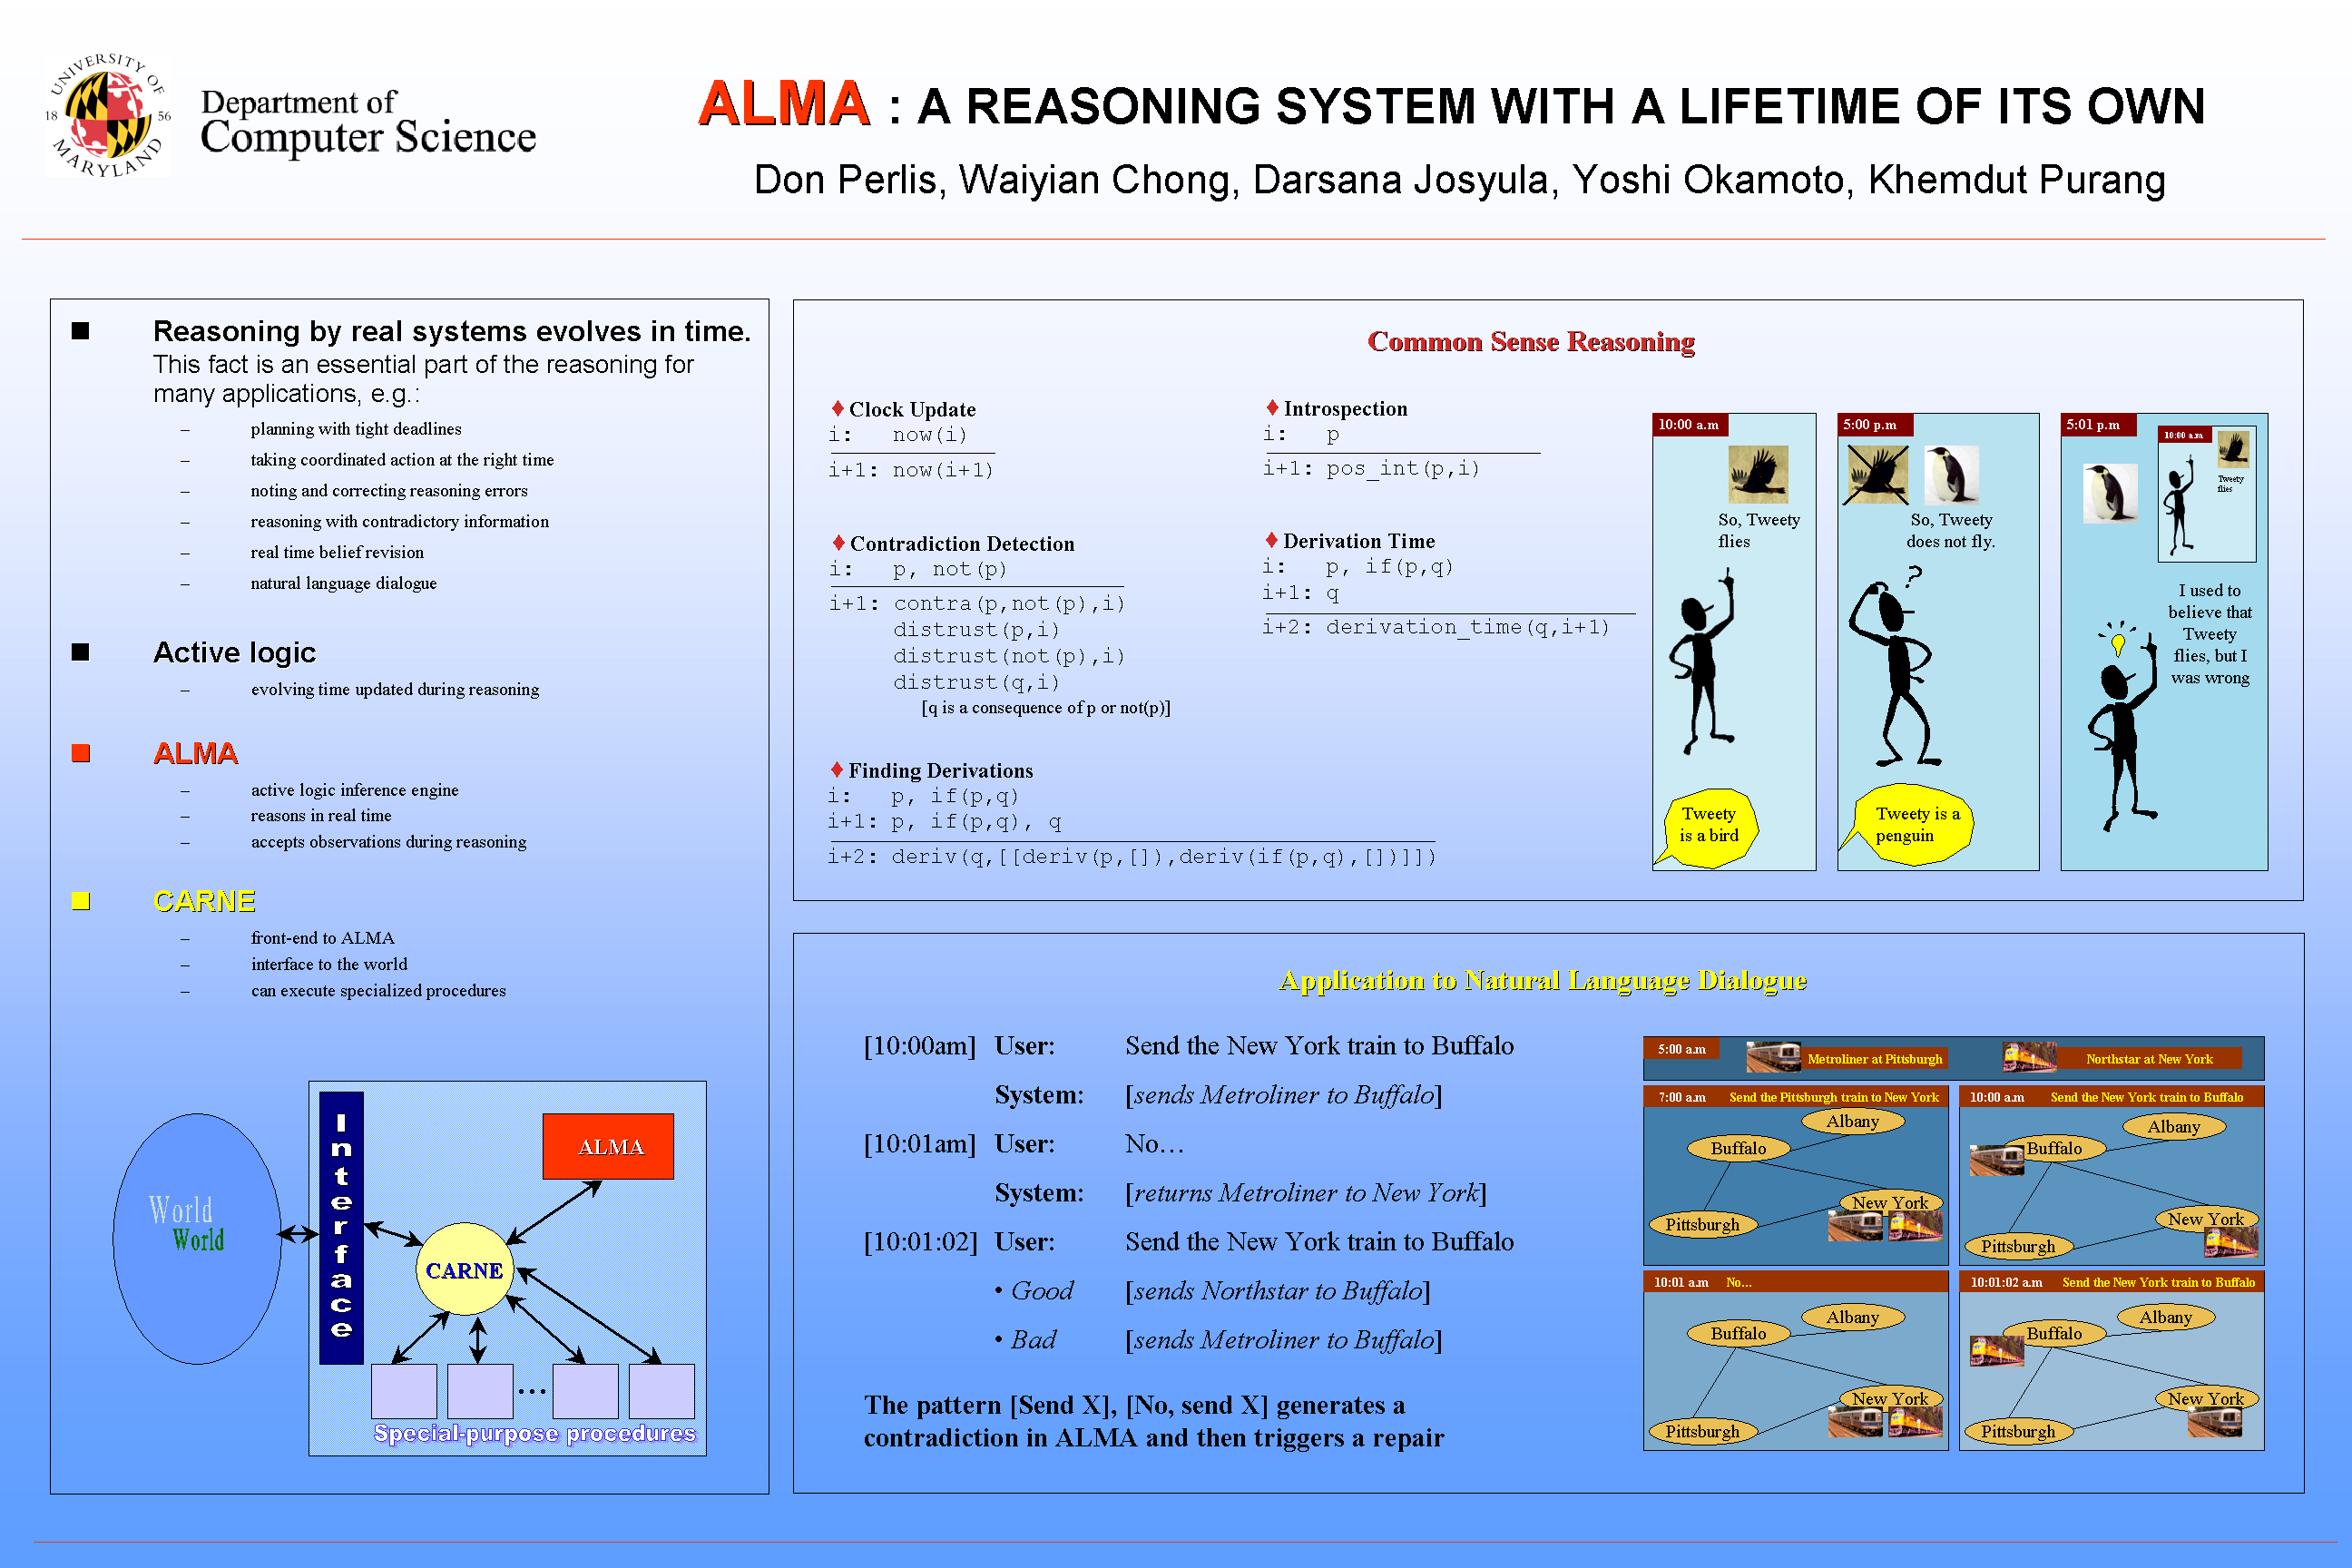 UNIVERSITY OF
18 56
MARYLAND
Department of
Computer Science
ALMA : A REASONING SYSTEM WITH A LIFETIME OF ITS OWN
Don Perlis, Waiyian Chong, Darsana Josyula, Yoshi Okamoto, Khemdut Purang
Reasoning by real systems evolves in time.
This fact is an essential part of the reasoning for
many applications, e.g.:
– planning with tight deadlines
– taking coordinated action at the right time
– noting and correcting reasoning errors
– reasoning with contradictory information
– real time belief revision
– natural language dialogue
Active logic
– evolving time updated during reasoning
ALMA
– active logic inference engine
– reasons in real time
– accepts observations during reasoning
CARNE
– front-end to ALMA
– interface to the world
– can execute specialized procedures
World
World
Interface
ALMA
CARNE
...
Special-purpose procedures
Common Sense Reasoning
♦ Clock Update
i: now(i)
i+1: now(i+1)
♦ Contradiction Detection
i: p, not(p)
i+1: contra(p,not(p),i)
distrust(p,i)
distrust(not(p),i)
distrust(q,i)
[q is a consequence of p or not(p)]
♦ Finding Derivations
i: p, if(p,q)
i+1: p, if(p,q), q
i+2: deriv(q,[[deriv(p,[]),deriv(if(p,q),[])]])
♦ Introspection
i: p
i+1: pos_int(p,i)
♦ Derivation Time
i: p, if(p,q)
i+1: q
i+2: derivation_time(q,i+1)
10:00 a.m
So, Tweety
flies
Tweety
is a bird
5:00 p.m
So, Tweety
does not fly.
?
Tweety is a
penguin
5:01 p.m
10:00 a.m
Tweety
flies
I used to
believe that
Tweety
flies, but I
was wrong
Application to Natural Language Dialogue
[10:00am] User: Send the New York train to Buffalo
System: [sends Metroliner to Buffalo]
[10:01am] User: No…
System: [returns Metroliner to New York]
[10:01:02] User: Send the New York train to Buffalo
• Good [sends Northstar to Buffalo]
• Bad [sends Metroliner to Buffalo]
The pattern [Send X], [No, send X] generates a
contradiction in ALMA and then triggers a repair
5:00 a.m Metroliner at Pittsburgh Northstar at New York
7:00 a.m Send the Pittsburgh train to New York
Albany
Buffalo
New York
Pittsburgh
10:00 a.m Send the New York train to Buffalo
Albany
Buffalo
New York
Pittsburgh
10:01 a.m No...
Albany
Buffalo
New York
Pittsburgh
10:01:02 a.m Send the New York train to Buffalo
Albany
Buffalo
New York
Pittsburgh